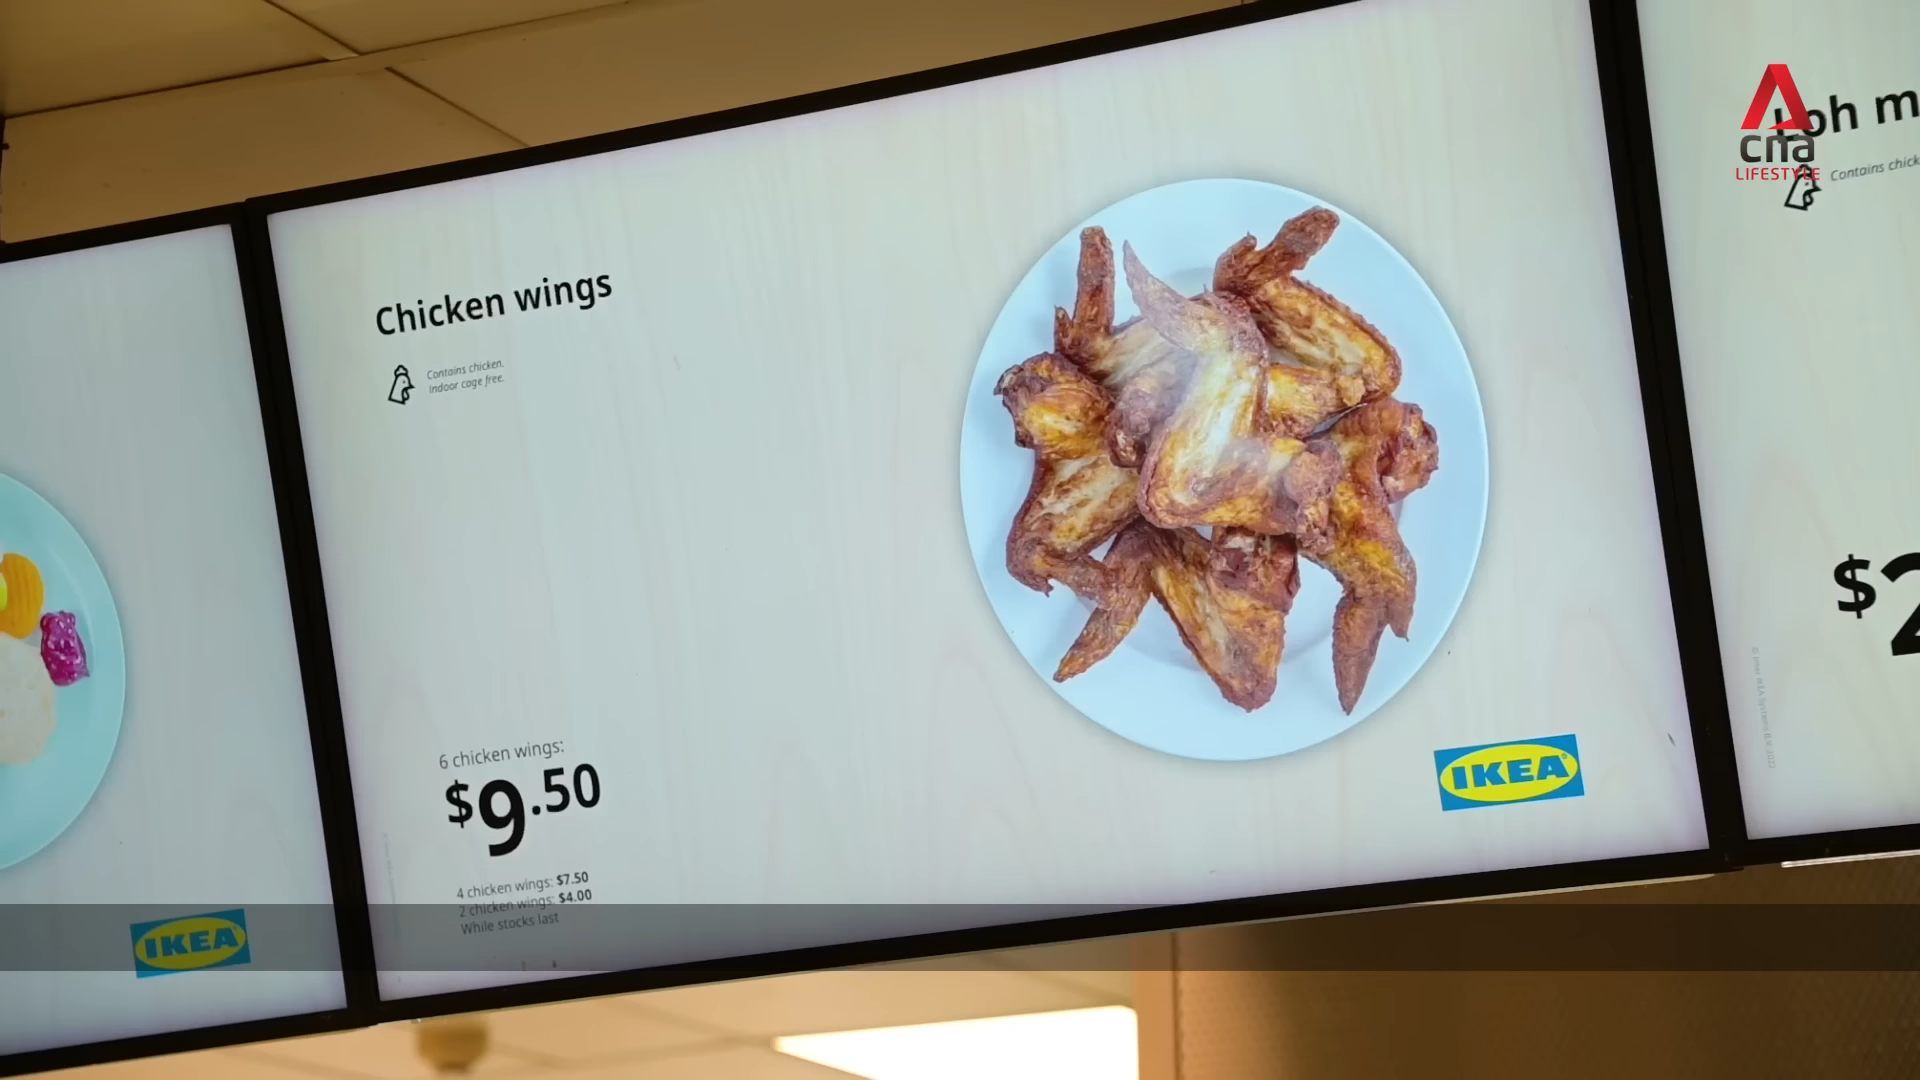 Chicken wings
Contains chicken.
Indoor cage free.
6 chicken wings:
$9.50
4 chicken wings: $7.50
2 chicken wings: $4.00
While stocks last
IKEA
IKEA
Loh m
Contains chick
$2
cna
LIFESTYLE